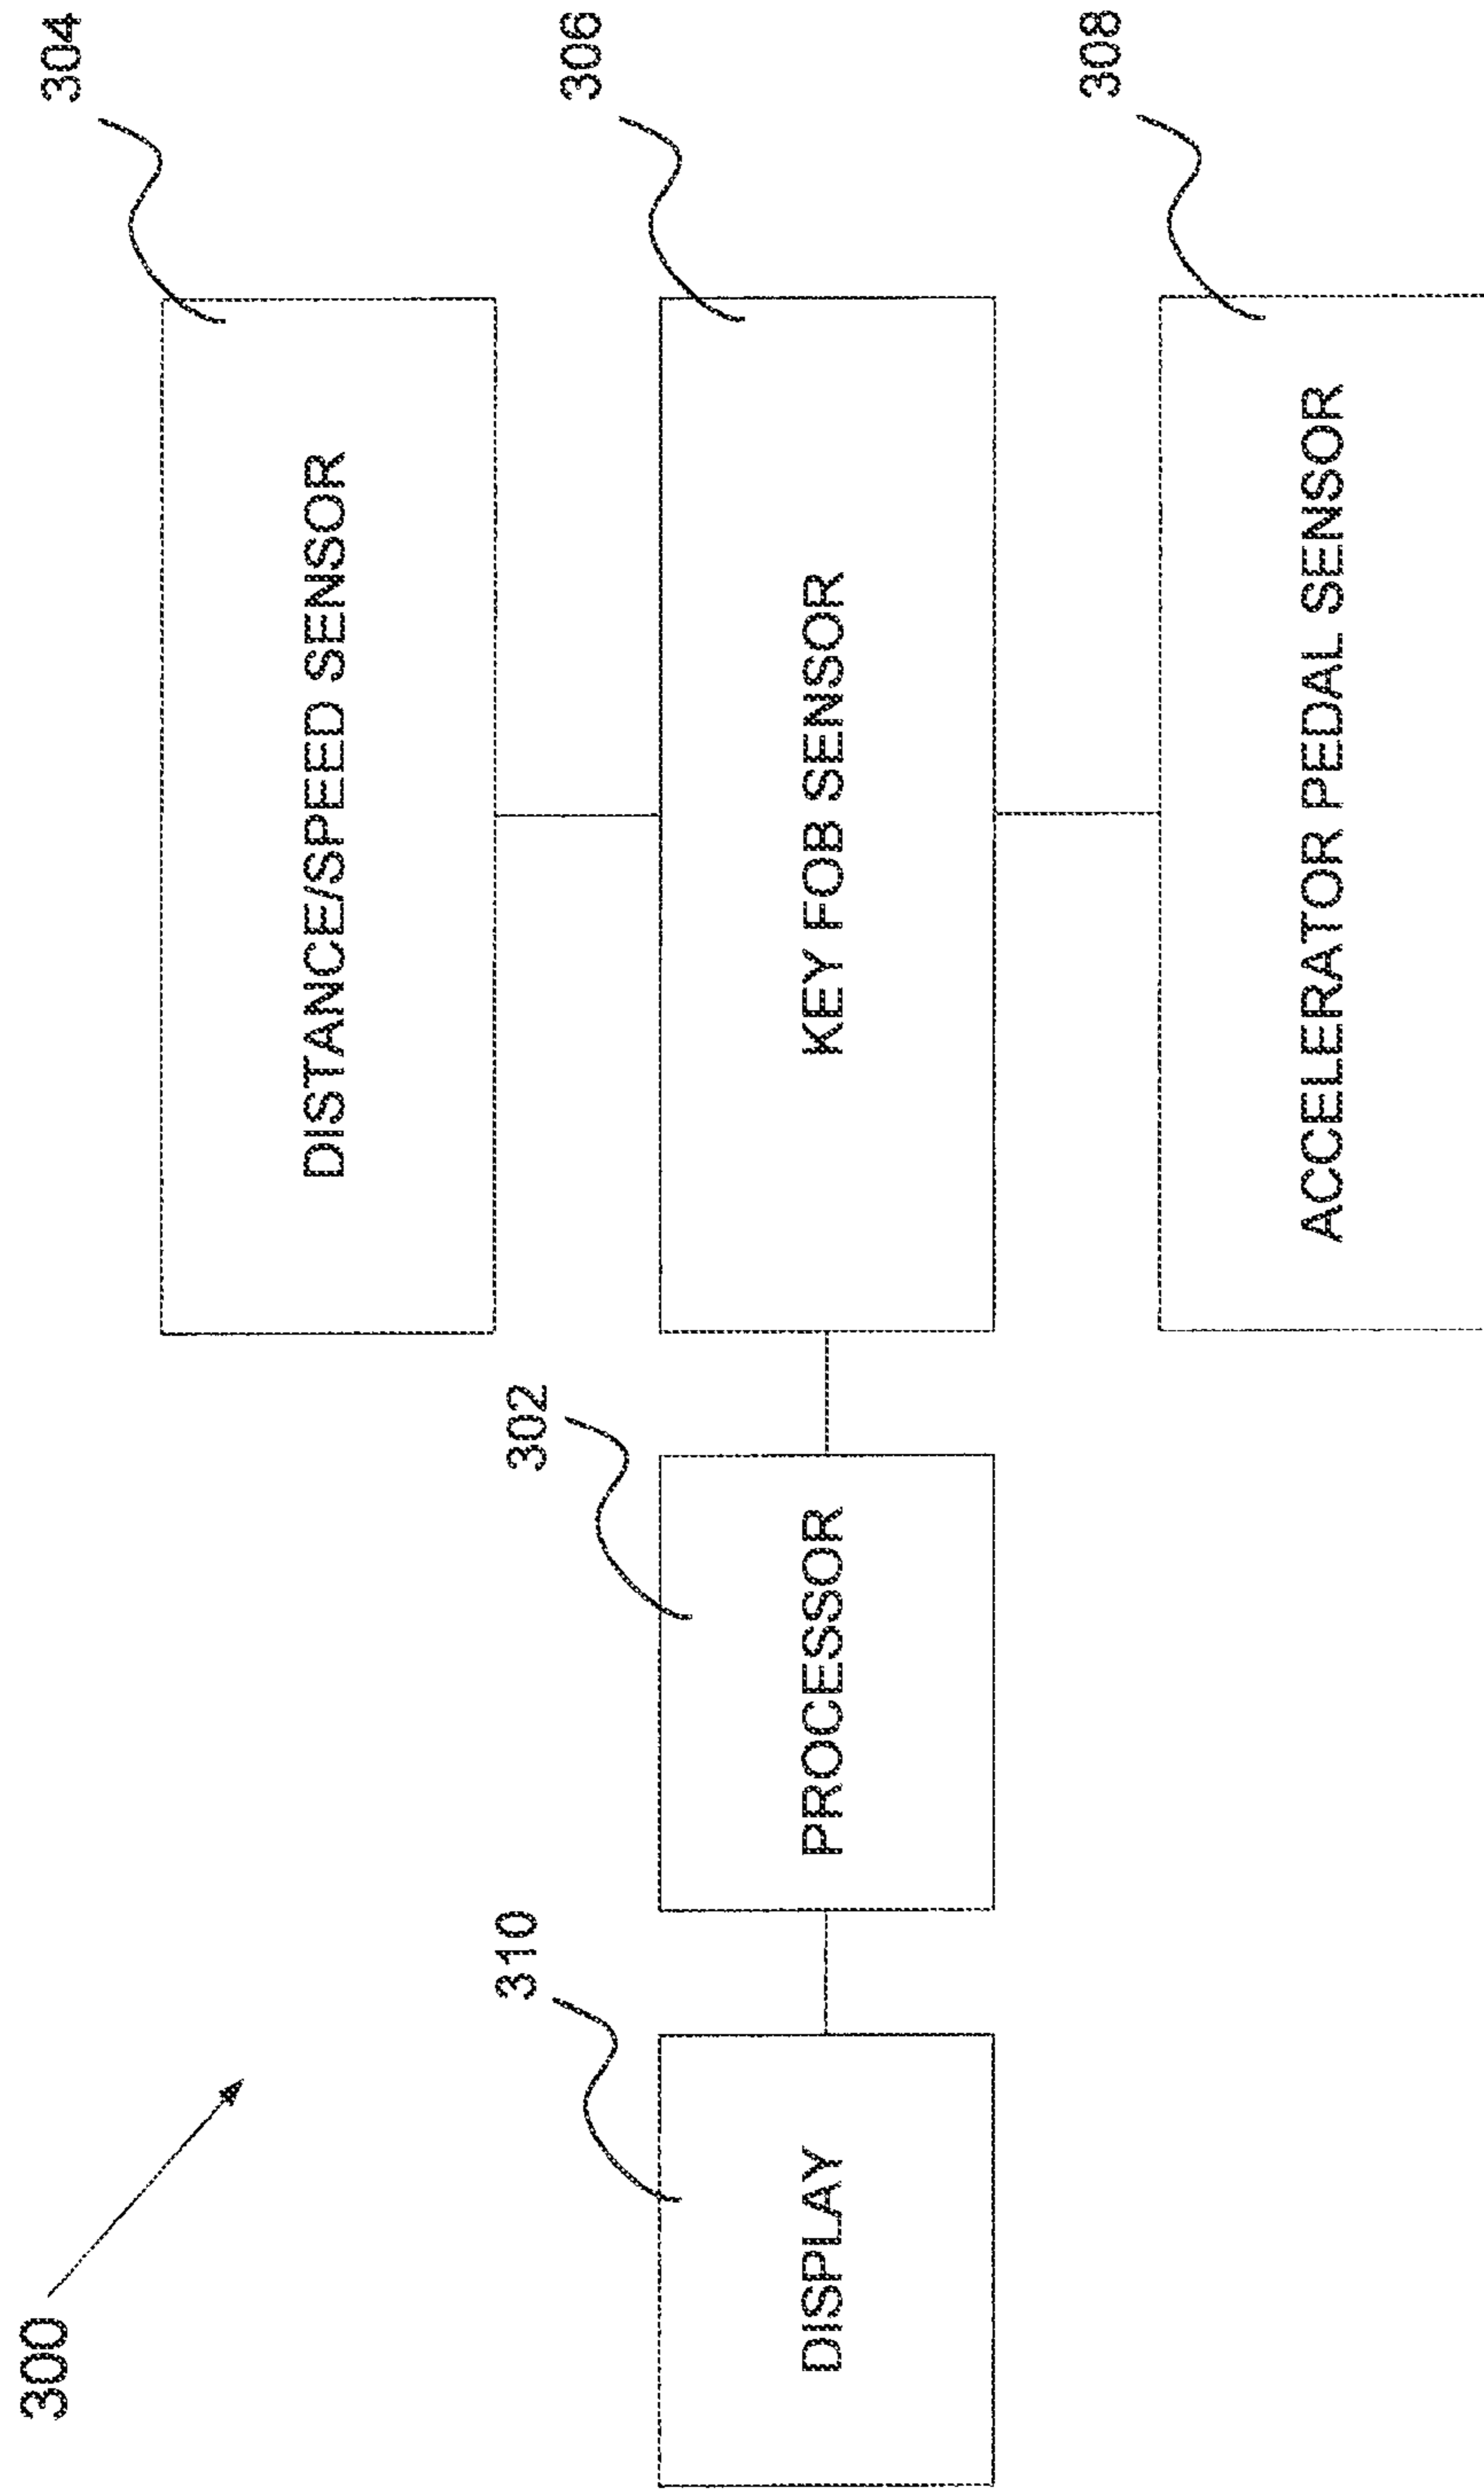 300
304
DISTANCE/SPEED SENSOR
310
DISPLAY
302
PROCESSOR
306
KEY FOB SENSOR
308
ACCELERATOR PEDAL SENSOR